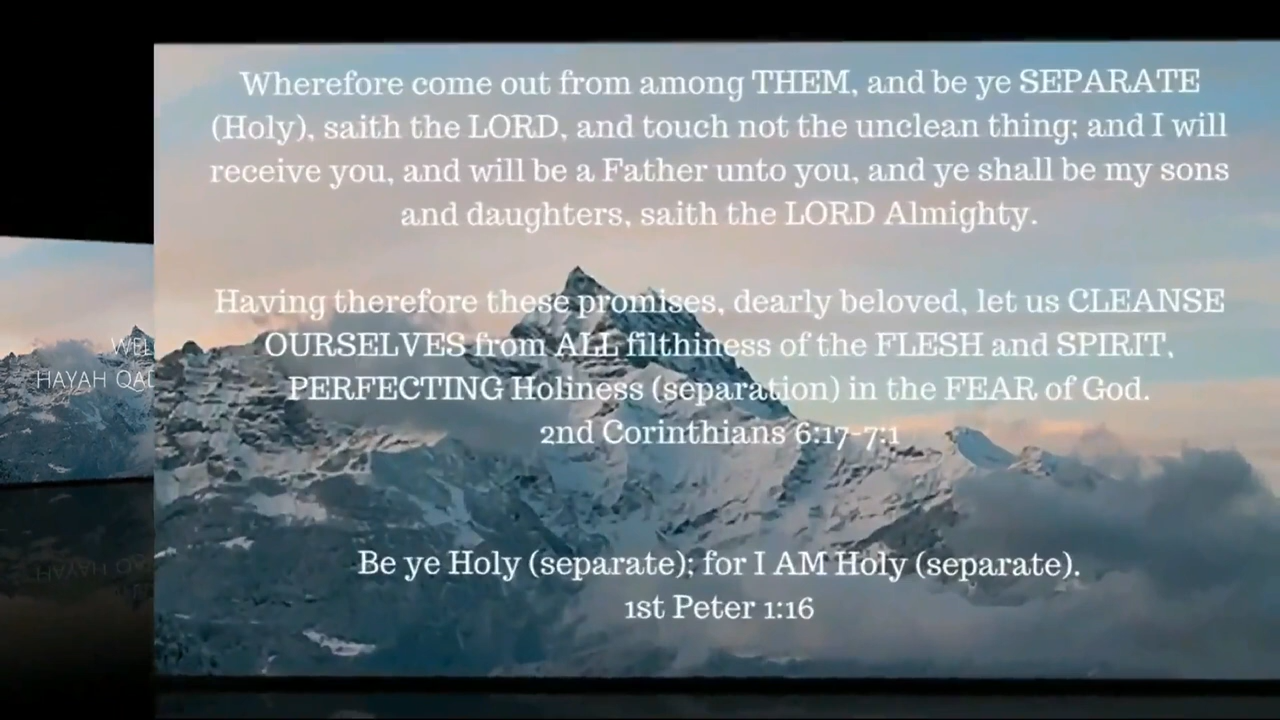 Wherefore come out from among THEM, and be ye SEPARATE
(Holy), saith the LORD, and touch not the unclean thing; and I will
receive you, and will be a Father unto you, and ye shall be my sons
and daughters, saith the LORD Almighty.
Having therefore these promises, dearly beloved, let us CLEANSE
OURSELVES from ALL filthiness of the FLESH and SPIRIT,
PERFECTING Holiness (separation) in the FEAR of God.
2nd Corinthians 6:17-7:1
Be ye Holy (separate); for I AM Holy (separate).
1st Peter 1:16
HAYAH